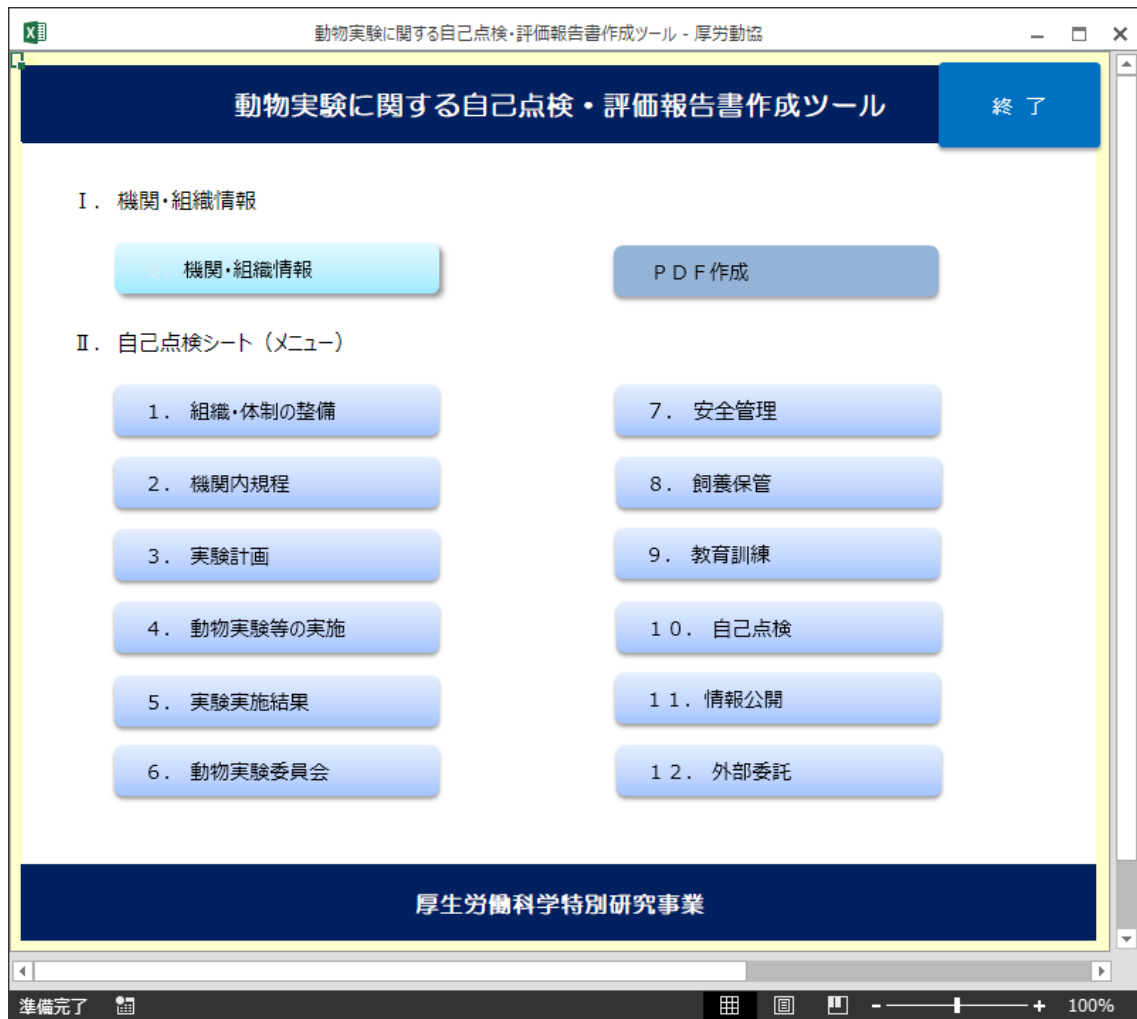 動物実験に関する自己点検・評価報告書作成ツール - 厚労動協
動物実験に関する自己点検・評価報告書作成ツール
終 了
Ⅰ. 機関・組織情報
0. 機関・組織情報
ＰＤＦ作成
Ⅱ. 自己点検シート（メニュー）
１. 組織・体制の整備
７. 安全管理
２. 機関内規程
８. 飼養保管
３. 実験計画
９. 教育訓練
４. 動物実験等の実施
１０. 自己点検
５. 実験実施結果
１１. 情報公開
６. 動物実験委員会
１２. 外部委託
厚生労働科学特別研究事業
準備完了
100%